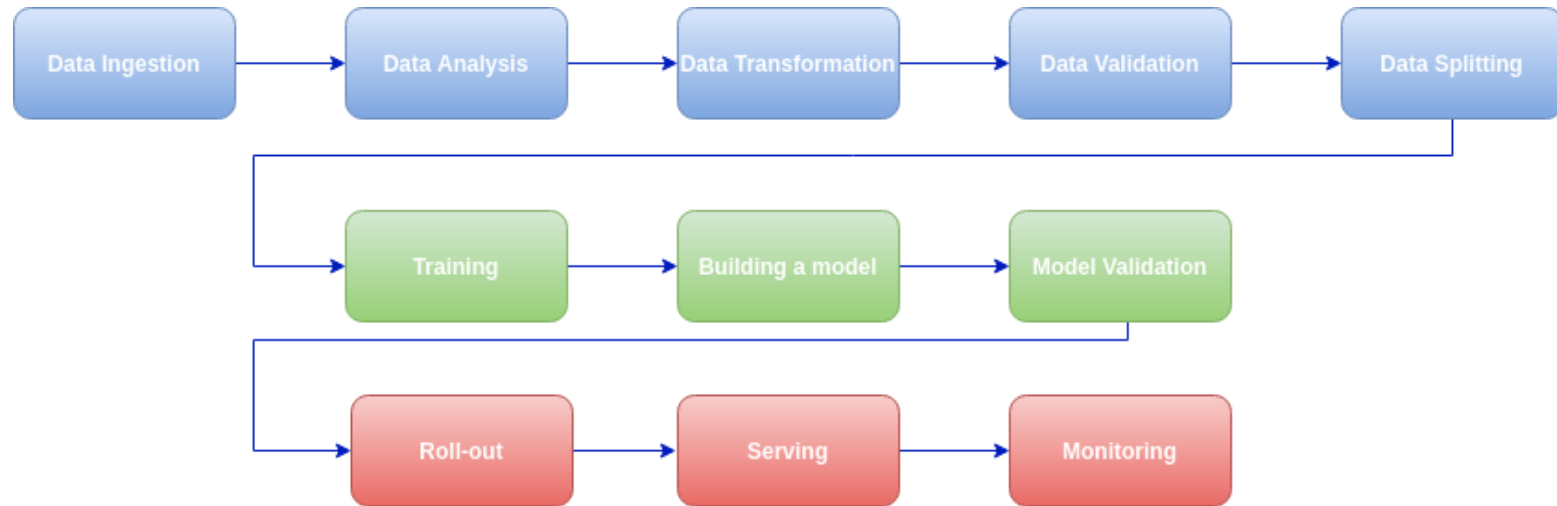 Data Ingestion
Data Analysis
Data Transformation
Data Validation
Data Splitting
Training
Building a model
Model Validation
Roll-out
Serving
Monitoring